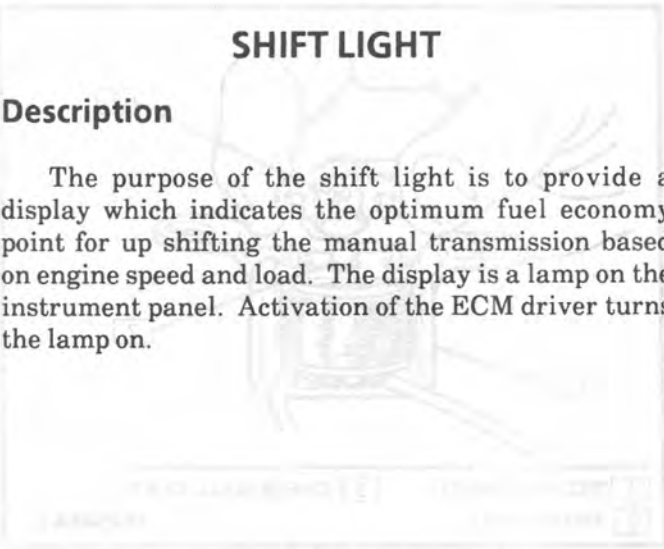 SHIFT LIGHT
Description
The purpose of the shift light is to provide a
display which indicates the optimum fuel economy
point for up shifting the manual transmission based
on engine speed and load. The display is a lamp on the
instrument panel. Activation of the ECM driver turns
the lamp on.